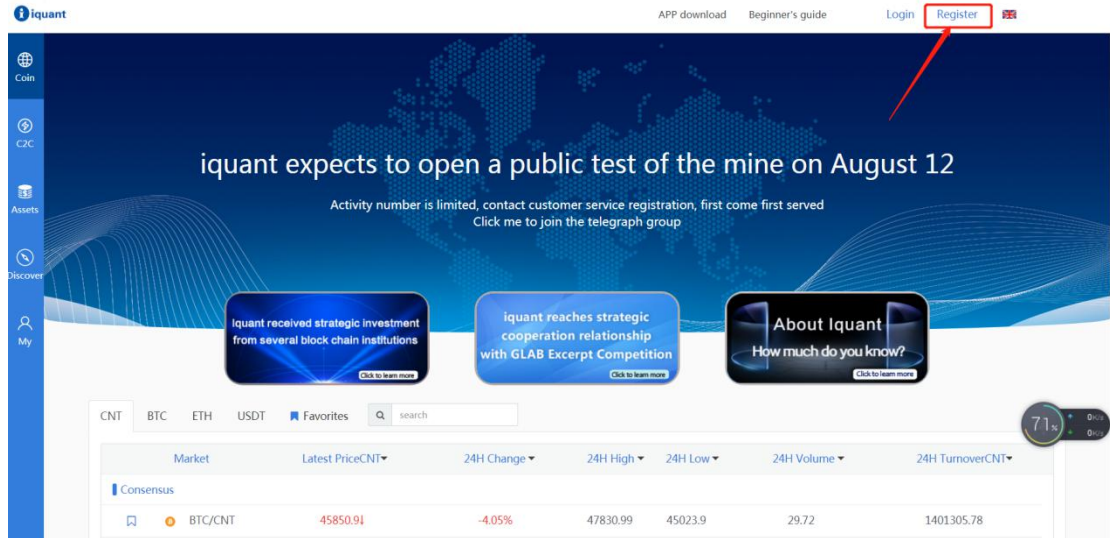 iquant
APP download Beginner's guide Login Register
Coin
C2C
Assets
Discover
My
iquant expects to open a public test of the mine on August 12
Activity number is limited, contact customer service registration, first come first served
Click me to join the telegraph group
Iquant received strategic investment
from several block chain institutions
Click to learn more
iquant reaches strategic
cooperation relationship
with GLAB Excerpt Competition
Click to learn more
About Iquant
How much do you know?
Click to learn more
CNT BTC ETH USDT Favorites search
71%
0K/s
0K/s
Market Latest PriceCNT 24H Change 24H High 24H Low 24H Volume 24H TurnoverCNT
Consensus
BTC/CNT 45850.9↓ -4.05% 47830.99 45023.9 29.72 1401305.78